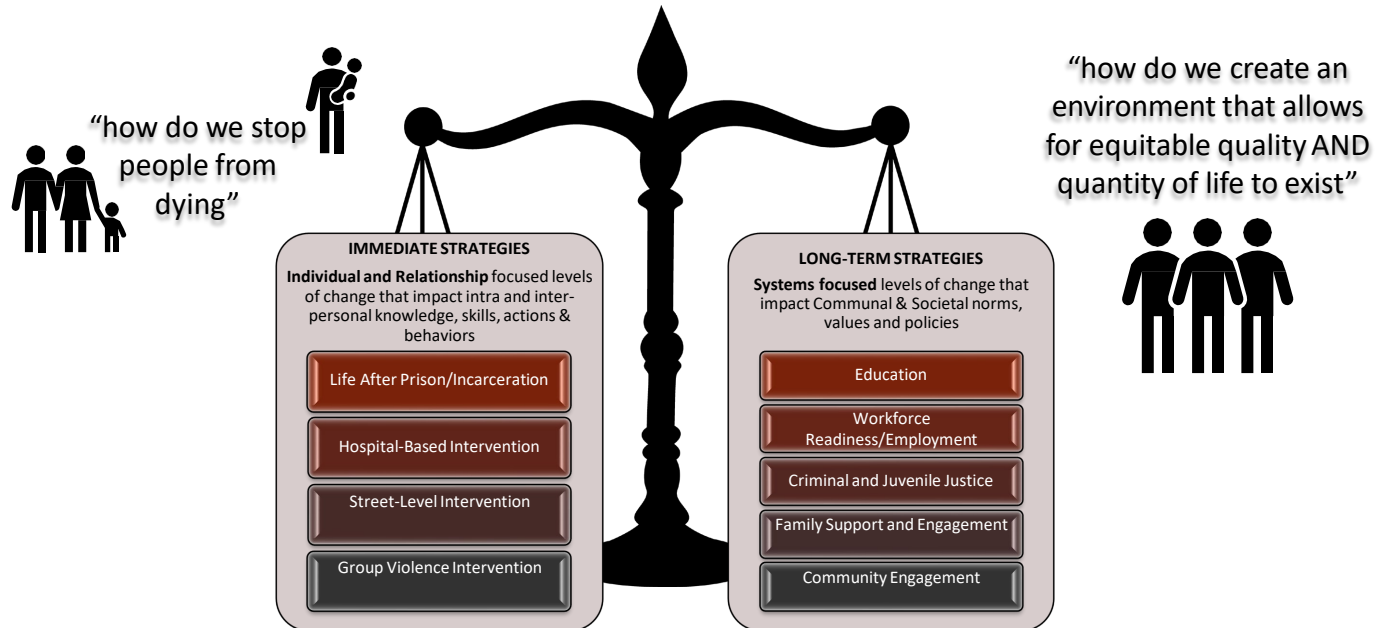 “how do we stop
people from
dying”
IMMEDIATE STRATEGIES
Individual and Relationship focused levels
of change that impact intra and inter-
personal knowledge, skills, actions &
behaviors
Life After Prison/Incarceration
Hospital-Based Intervention
Street-Level Intervention
Group Violence Intervention
LONG-TERM STRATEGIES
Systems focused levels of change that
impact Communal & Societal norms,
values and policies
Education
Workforce
Readiness/Employment
Criminal and Juvenile Justice
Family Support and Engagement
Community Engagement
“how do we create an
environment that allows
for equitable quality AND
quantity of life to exist”